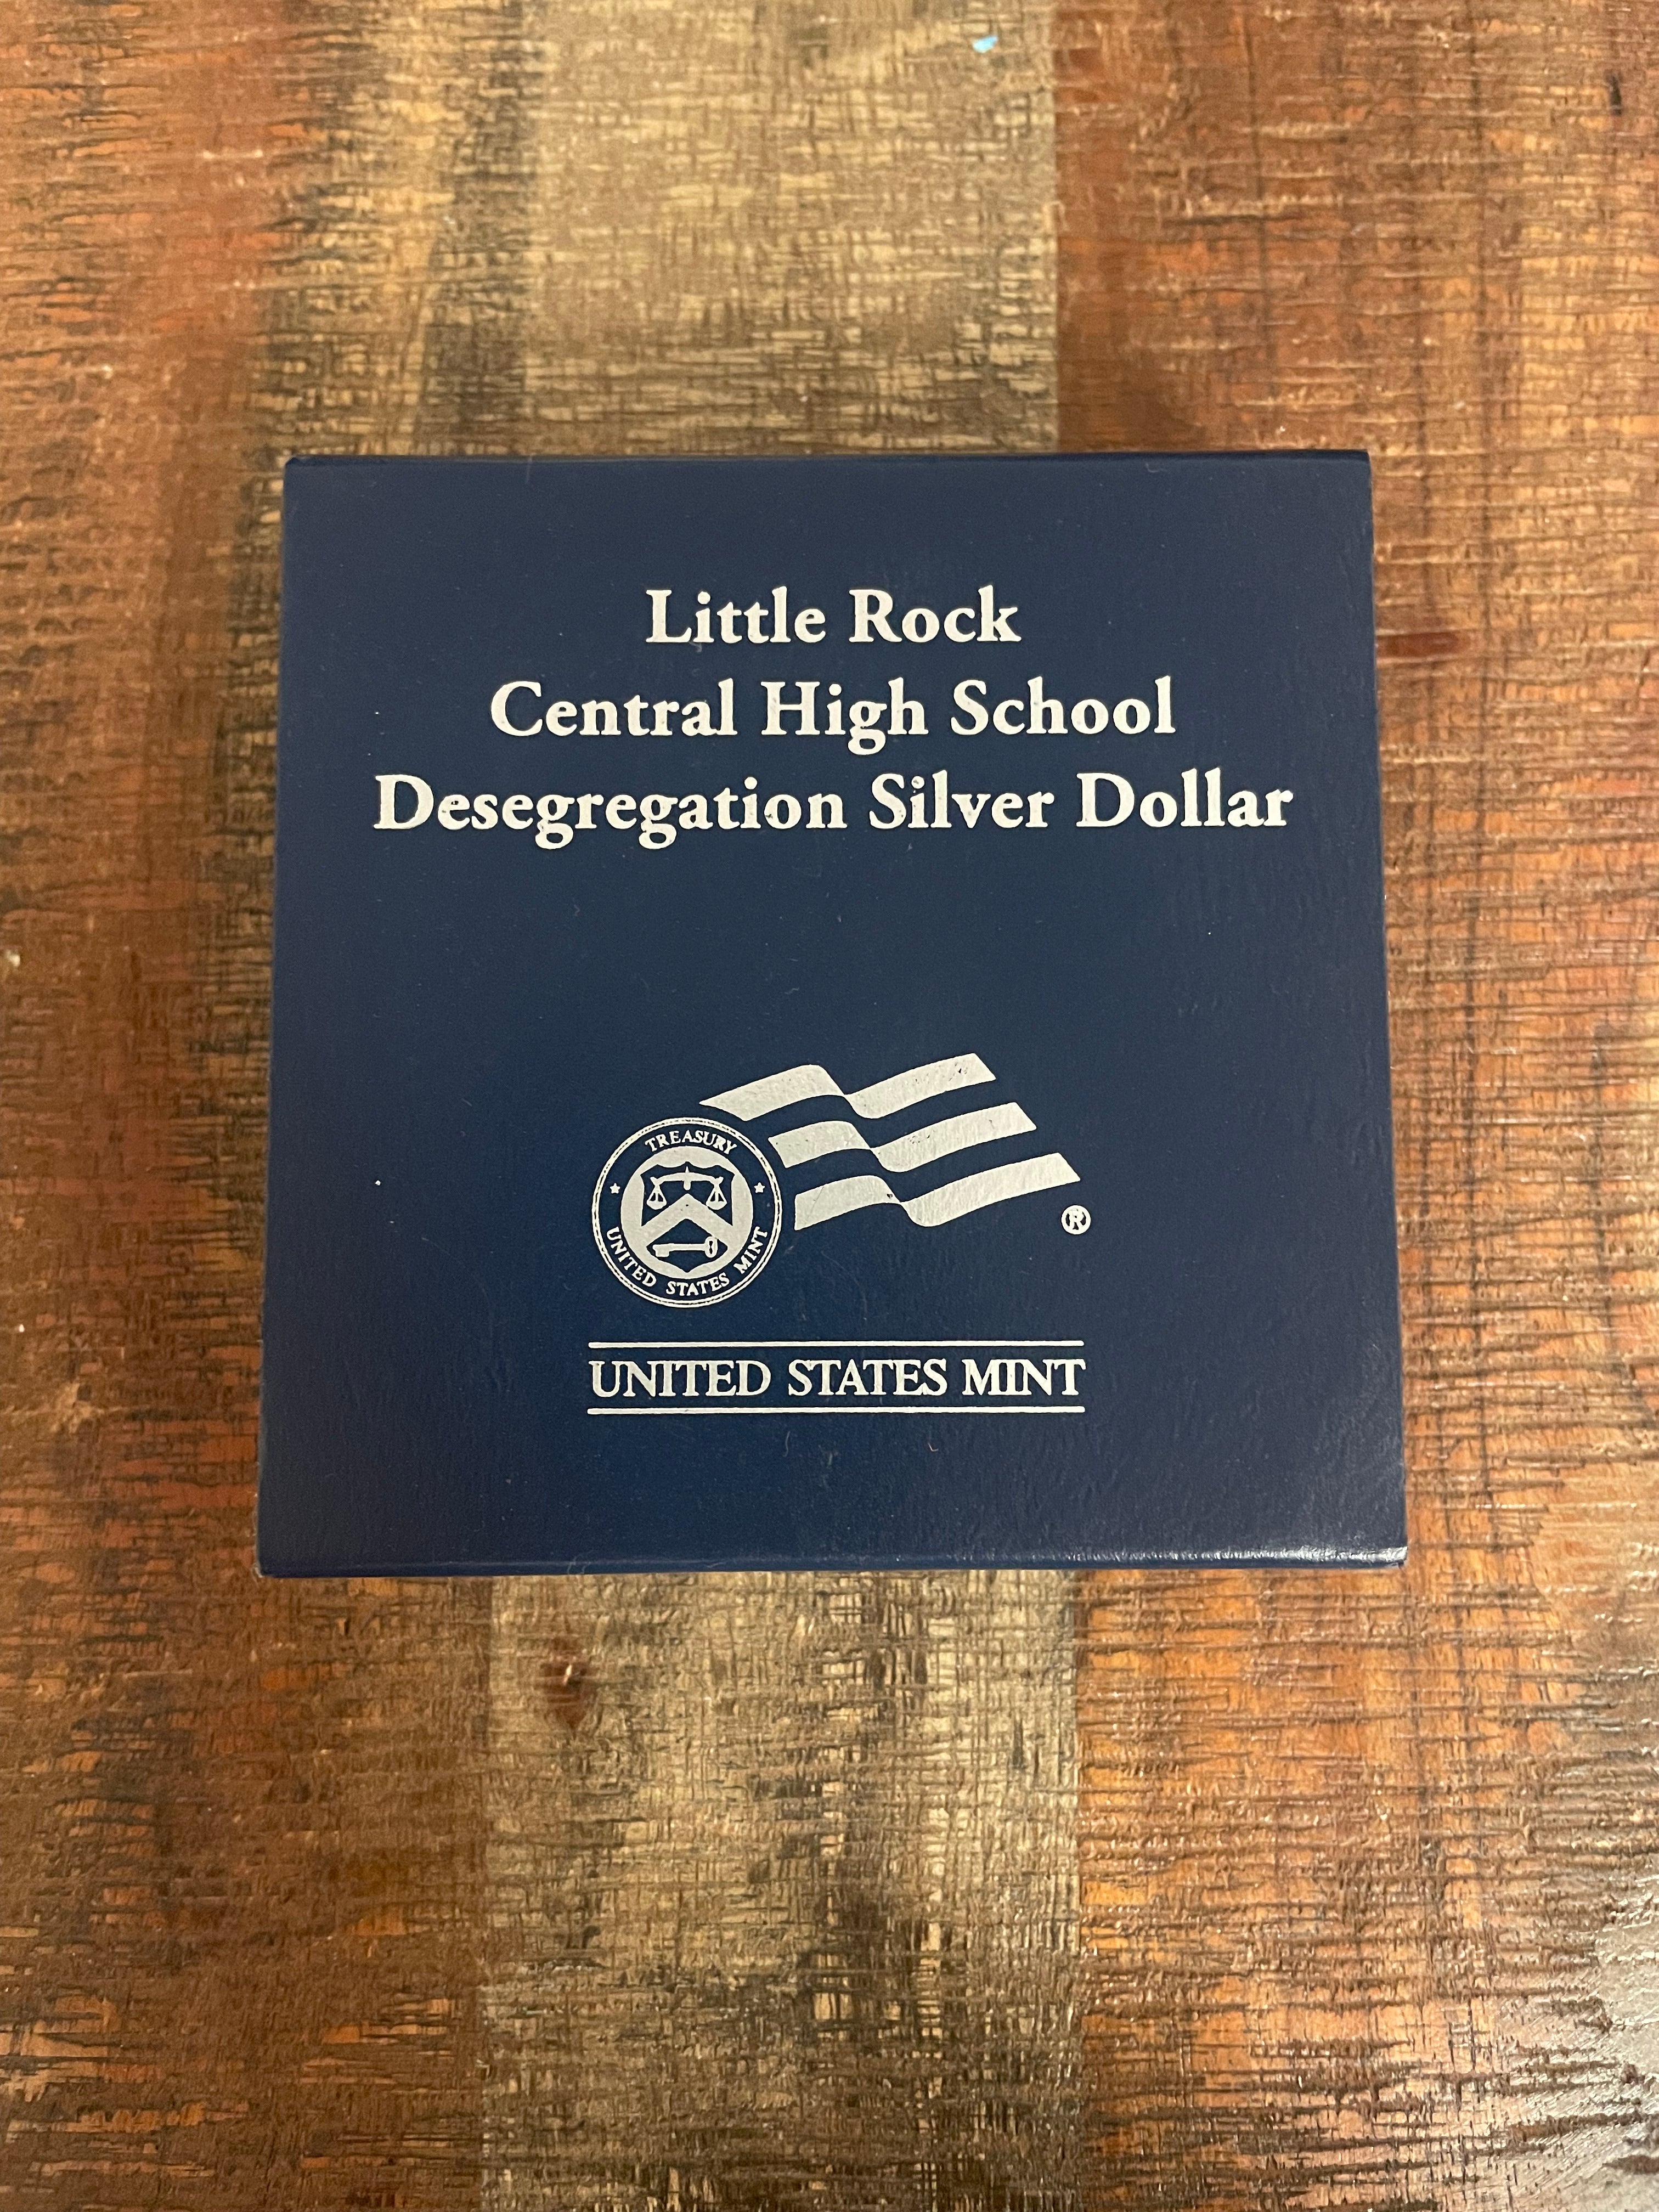 Little Rock
Central High School
Desegregation Silver Dollar
TREASURY
UNITED STATES MINT
®
UNITED STATES MINT